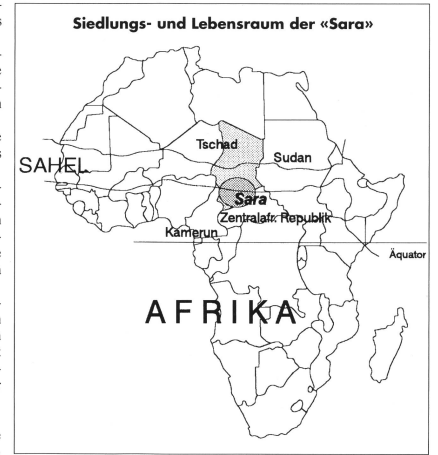 Siedlungs- und Lebensraum der «Sara»
Tschad
SAHEL
Sudan
Sara
Zentralafr. Republik
Kamerun
Äquator
AFRIKA